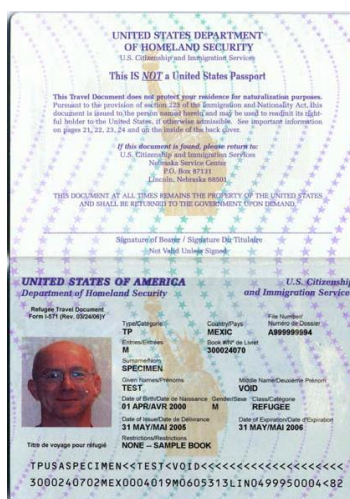 UNITED STATES DEPARTMENT
OF HOMELAND SECURITY
U.S. Citizenship and Immigration Services
This IS NOT a United States Passport
This Travel Document does not protect your residence for naturalization purposes.
Pursuant to the provision of section 223 of the Immigration and Nationality Act, this
document is issued to the person named herein and may be used to readmit its right-
ful holder to the United States, if otherwise admissible. See important information
on pages 21, 22, 23, 24 and on the inside of the back cover.
If this document is found, please return to:
U.S. Citizenship and Immigration Services
Nebraska Service Center
P.O. Box 87131
Lincoln, Nebraska 68501
THIS DOCUMENT AT ALL TIMES REMAINS THE PROPERTY OF THE UNITED STATES
AND SHALL BE RETURNED TO THE GOVERNMENT UPON DEMAND.
Signature of Bearer / Signature Du Titulaire
Not Valid Unless Signed
UNITED STATES OF AMERICA
U.S. Citizenship
Department of Homeland Security
and Immigration Service
Refugee Travel Document
Form I-571 (Rev. 03/24/06)Y
File Number/
Type/Catégorie
Country/Pays
Numéro de Dossier
TP
MEXIC
A999999994
Entries/Entrées
Book #/Nº de Livret
M
300024070
Surname/Nom
SPECIMEN
Given Names/Prénoms
Middle Name/Deuxième Prénom
TEST
VOID
Date of Birth/Date de Naissance
Gender/Sexe
Class/Catégorie
01 APR/AVR 2000
M
REFUGEE
Date of Issue/Date de Délivrance
Date of Expiration/Date d'Expiration
31 MAY/MAI 2005
31 MAY/MAI 2006
Restrictions/Restrictions
Titre de voyage pour réfugié
NONE -- SAMPLE BOOK
TPUSASPECIMEN<<TEST<VOID<<<<<<<<<<<<<<<<<<<<
3000240702MEX0004019M0605313LIN0499950004<82